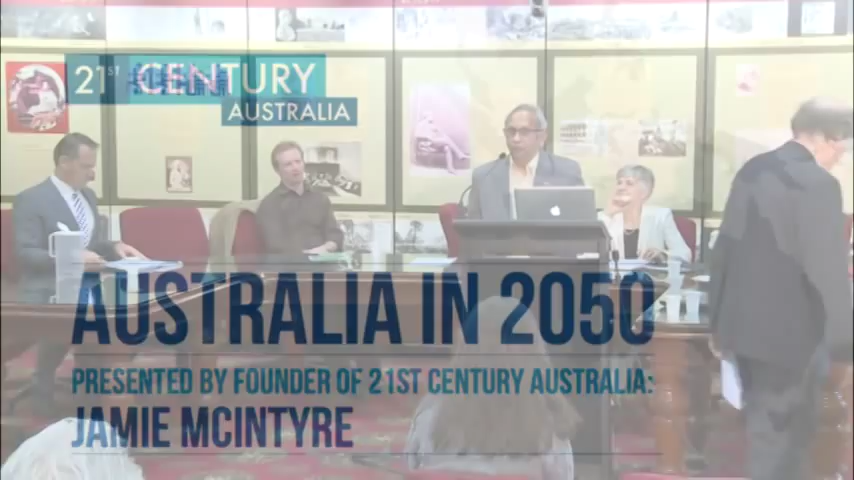 21ST CENTURY
AUSTRALIA
AUSTRALIA IN 2050
PRESENTED BY FOUNDER OF 21ST CENTURY AUSTRALIA:
JAMIE MCINTYRE